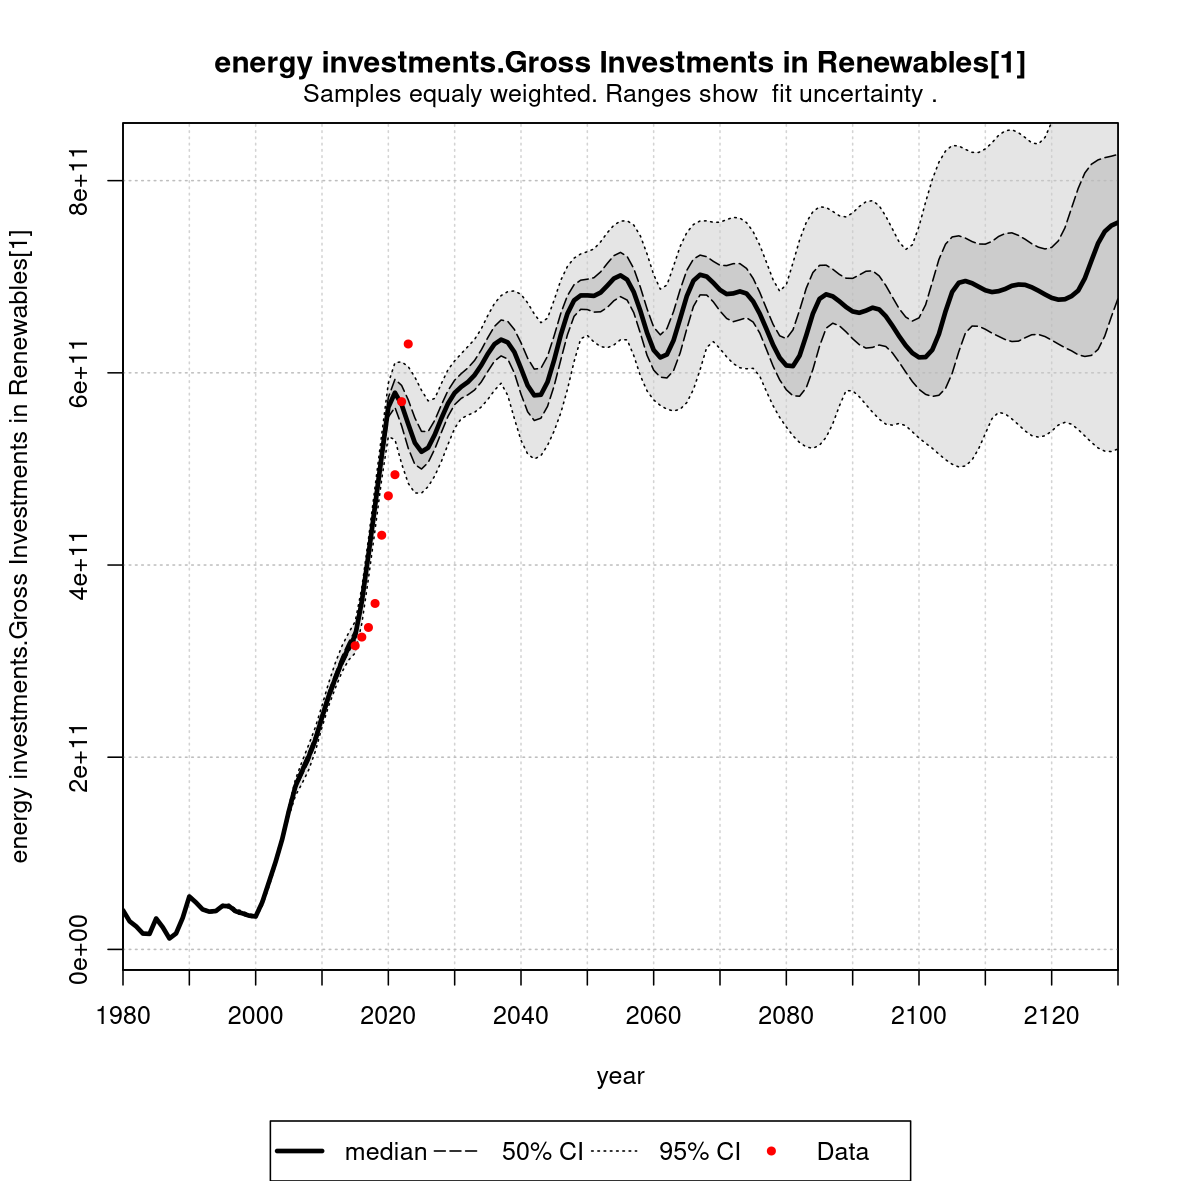 energy investments.Gross Investments in Renewables[1]
Samples equaly weighted. Ranges show  fit uncertainty .
energy investments.Gross Investments in Renewables[1]
8e+11
6e+11
4e+11
2e+11
0e+00
1980 2000 2020 2040 2060 2080 2100 2120
year
median 50% CI 95% CI Data